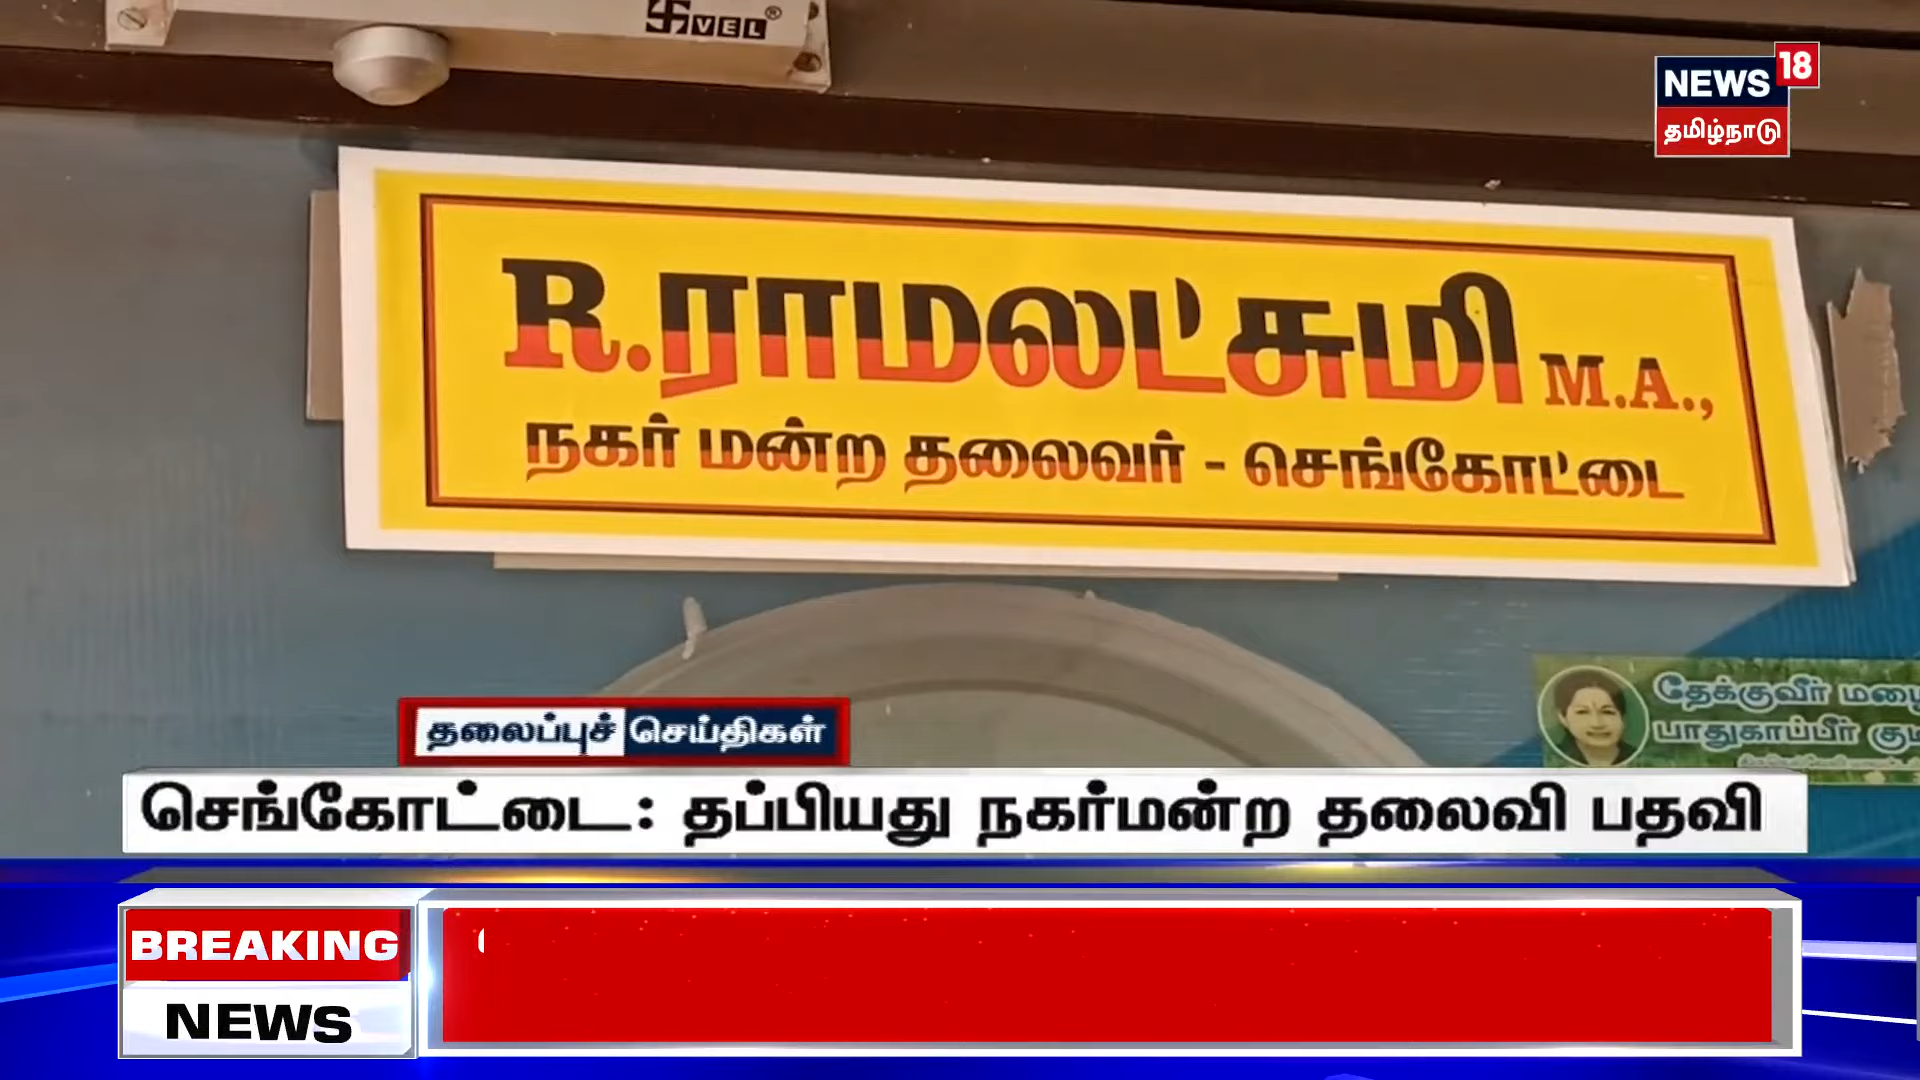 VEL®
NEWS 18
தமிழ்நாடு
R.ராமலட்சுமி M.A.,
நகர் மன்ற தலைவர் - செங்கோட்டை
தேக்குவீர்
பாதுகாப்பீர்
தலைப்புச் செய்திகள்
செங்கோட்டை: தப்பியது நகர்மன்ற தலைவி பதவி
BREAKING
NEWS